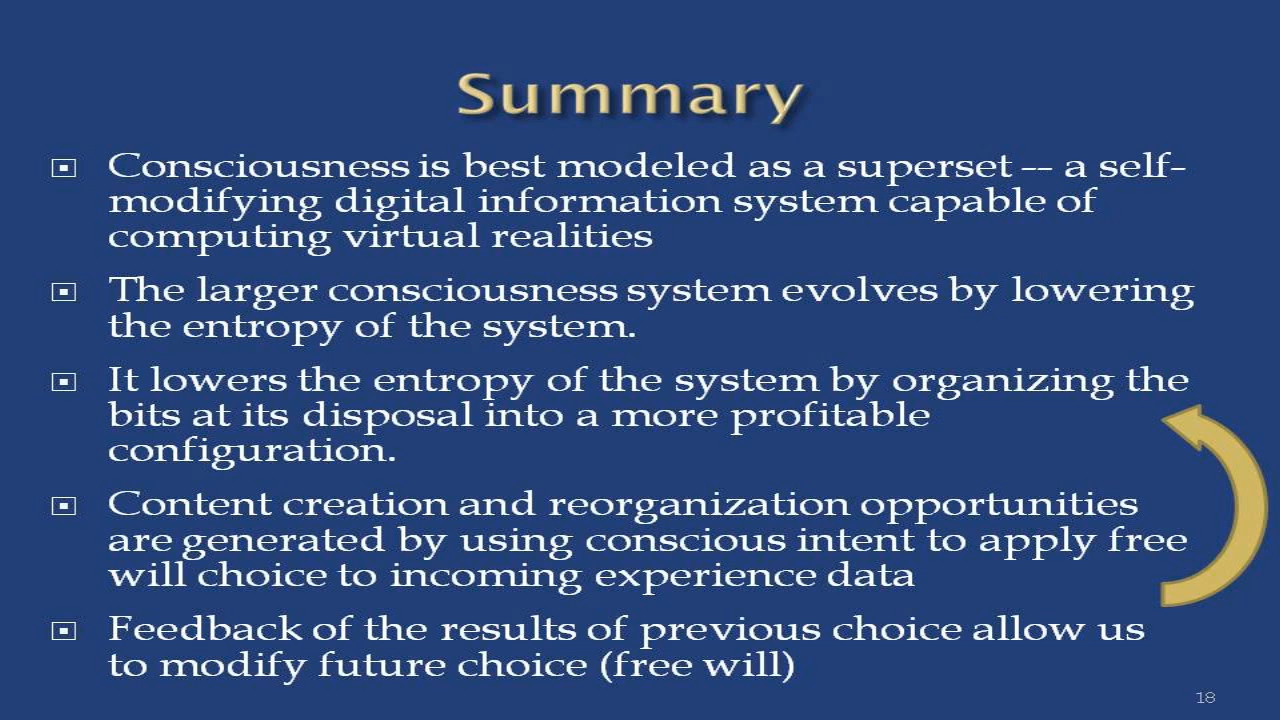 Summary
Consciousness is best modeled as a superset -- a self-
modifying digital information system capable of
computing virtual realities
The larger consciousness system evolves by lowering
the entropy of the system.
It lowers the entropy of the system by organizing the
bits at its disposal into a more profitable
configuration.
Content creation and reorganization opportunities
are generated by using conscious intent to apply free
will choice to incoming experience data
Feedback of the results of previous choice allow us
to modify future choice (free will)
18